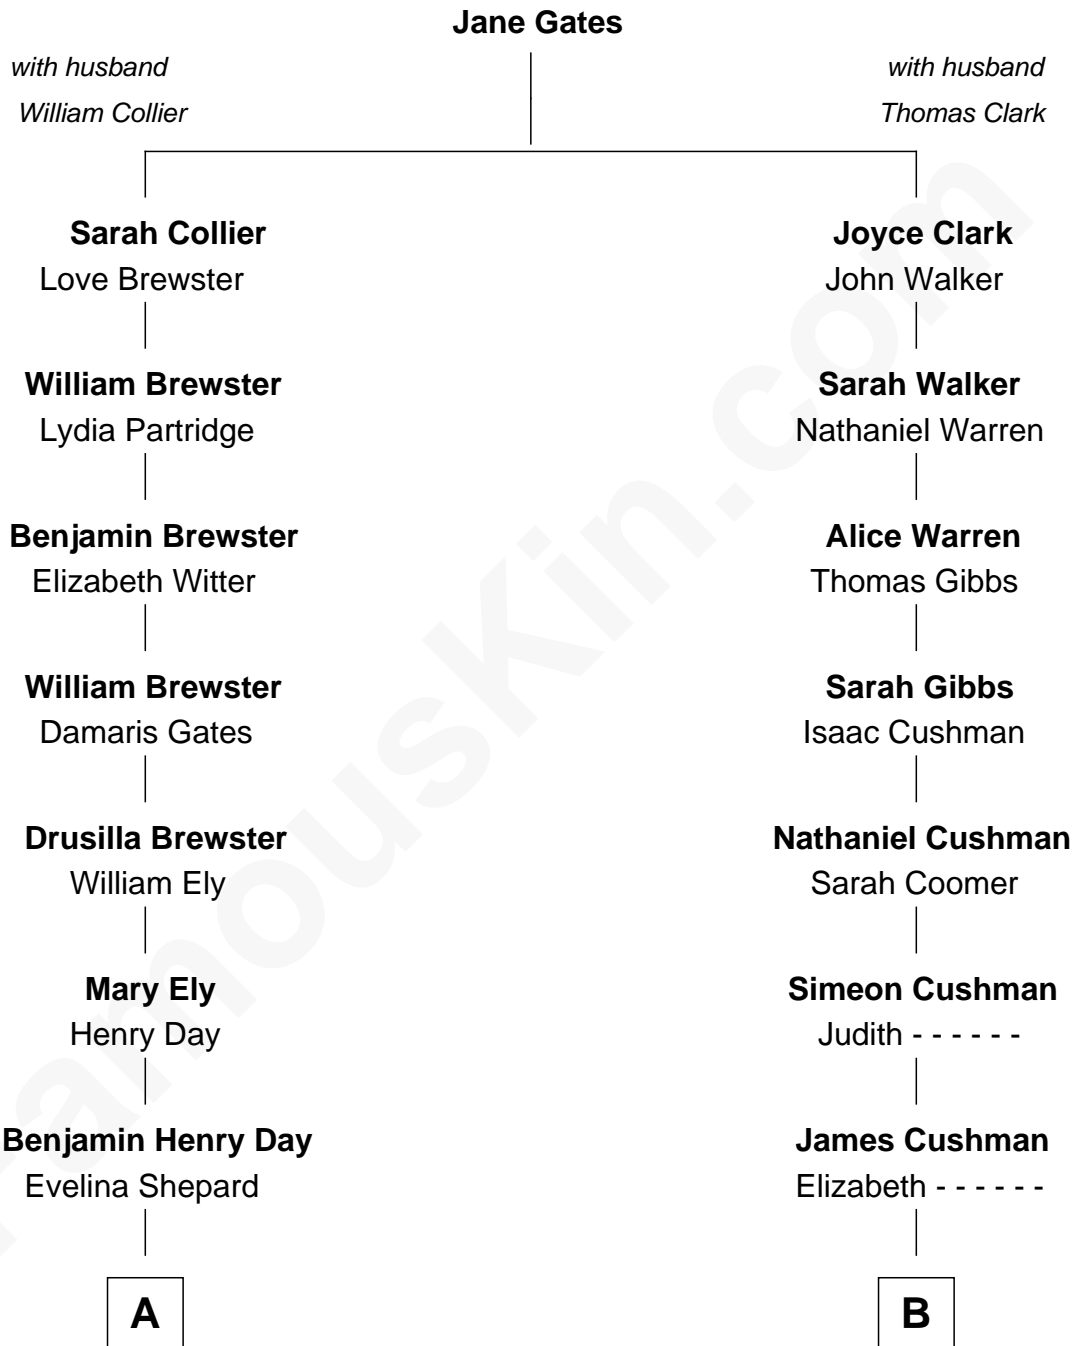 Jane Gates
with husband
William Collier
with husband
Thomas Clark
Sarah Collier
Love Brewster
Joyce Clark
John Walker
William Brewster
Lydia Partridge
Sarah Walker
Nathaniel Warren
Benjamin Brewster
Elizabeth Witter
Alice Warren
Thomas Gibbs
William Brewster
Damaris Gates
Sarah Gibbs
Isaac Cushman
Drusilla Brewster
William Ely
Nathaniel Cushman
Sarah Coomer
Mary Ely
Henry Day
Simeon Cushman
Judith - - - - - -
Benjamin Henry Day
Evelina Shepard
James Cushman
Elizabeth - - - - - -
A
B
FamousKin.com